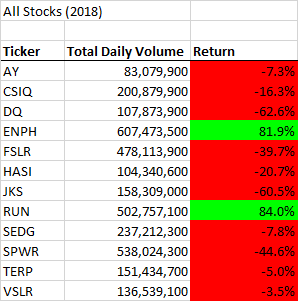 All Stocks (2018)
Ticker Total Daily Volume Return
AY 83,079,900 -7.3%
CSIQ 200,879,900 -16.3%
DQ 107,873,900 -62.6%
ENPH 607,473,500 81.9%
FSLR 478,113,900 -39.7%
HASI 104,340,600 -20.7%
JKS 158,309,000 -60.5%
RUN 502,757,100 84.0%
SEDG 237,212,300 -7.8%
SPWR 538,024,300 -44.6%
TERP 151,434,700 -5.0%
VSLR 136,539,100 -3.5%